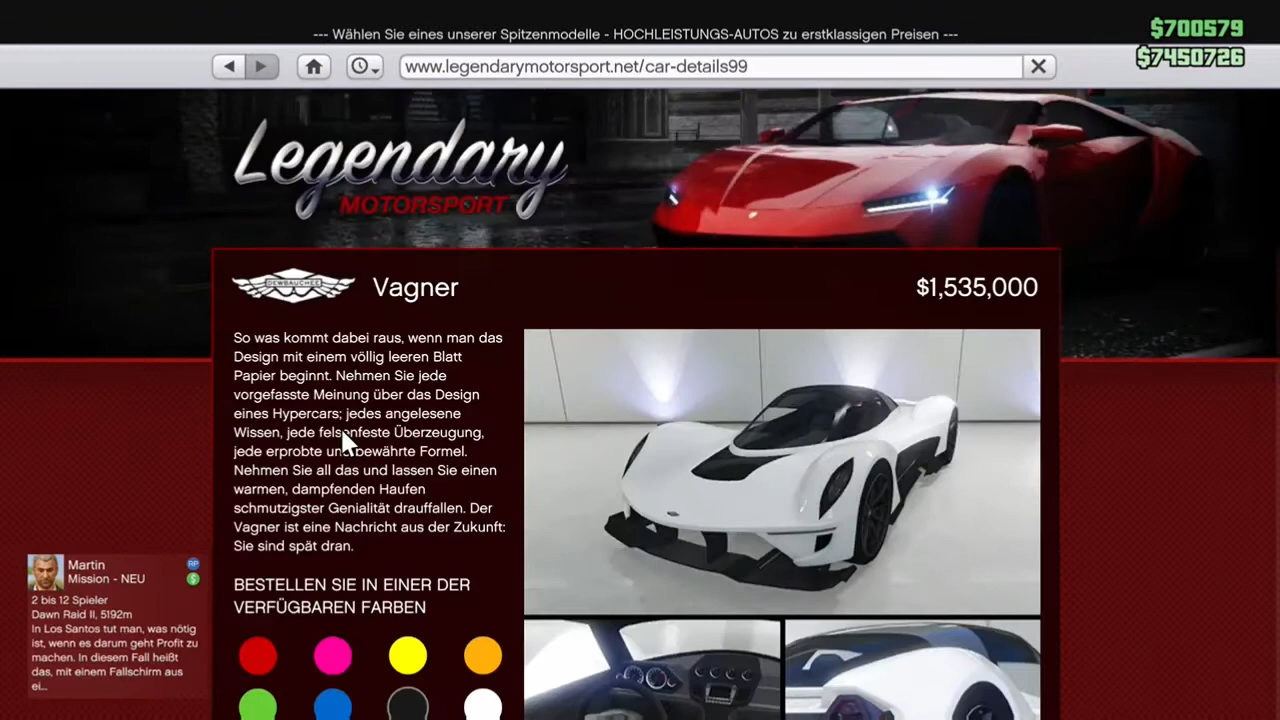 --- Wählen Sie eines unserer Spitzenmodelle - HOCHLEISTUNGS-AUTOS zu erstklassigen Preisen ---
$700579
$7450726
www.legendarymotorsport.net/car-details99
Legendary
MOTORSPORT
DEWBAUCHEE
Vagner
$1,535,000
So was kommt dabei raus, wenn man das
Design mit einem völlig leeren Blatt
Papier beginnt. Nehmen Sie jede
vorgefasste Meinung über das Design
eines Hypercars; jedes angelesene
Wissen, jede felsenfeste Überzeugung,
jede erprobte und bewährte Formel.
Nehmen Sie all das und lassen Sie einen
warmen, dampfenden Haufen
schmutzigster Genialität drauffallen. Der
Vagner ist eine Nachricht aus der Zukunft:
Sie sind spät dran.
BESTELLEN SIE IN EINER DER
VERFÜGBAREN FARBEN
Martin
RP
Mission - NEU
$
2 bis 12 Spieler
Dawn Raid II, 5192m
In Los Santos tut man, was nötig
ist, wenn es darum geht Profit zu
machen. In diesem Fall heißt
das, mit einem Fallschirm aus
ei...